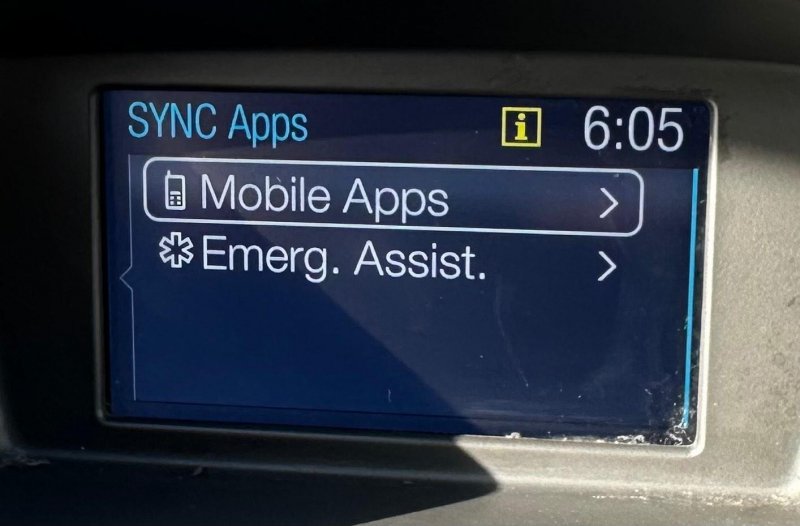 SYNC Apps i 6:05
Mobile Apps
Emerg. Assist.